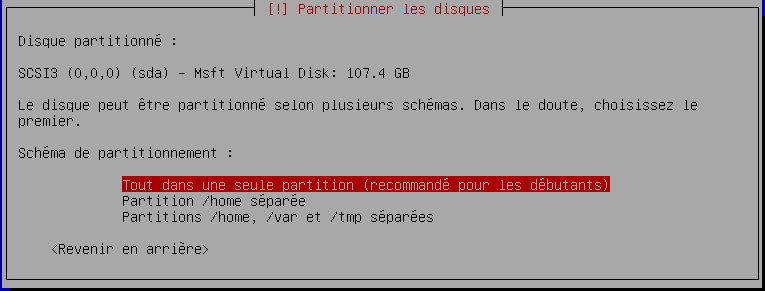 [!] Partitionner les disques
Disque partitionné :
SCSI3 (0,0,0) (sda) - Msft Virtual Disk: 107.4 GB
Le disque peut être partitionné selon plusieurs schémas. Dans le doute, choisissez le
premier.
Schéma de partitionnement :
Tout dans une seule partition (recommandé pour les débutants)
Partition /home séparée
Partitions /home, /var et /tmp séparées
<Revenir en arrière>